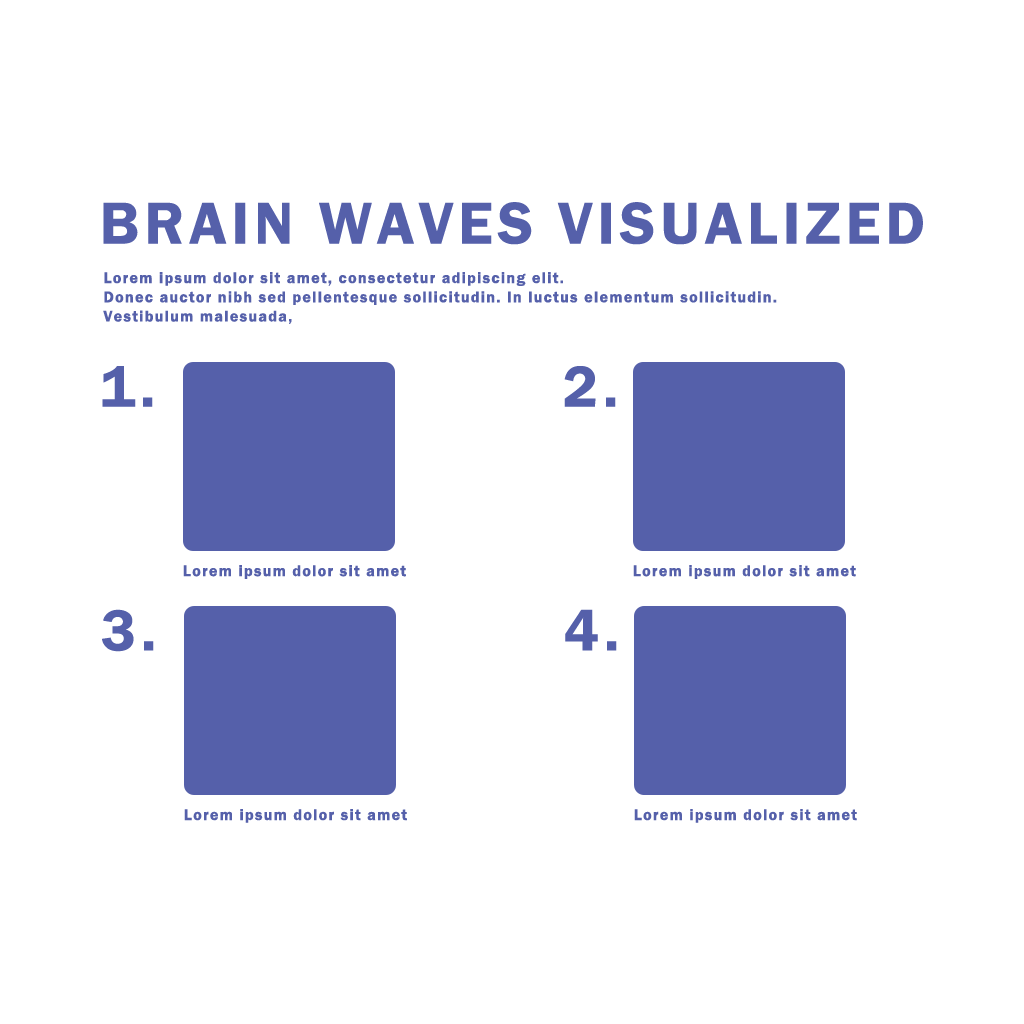 BRAIN WAVES VISUALIZED
Lorem ipsum dolor sit amet, consectetur adipiscing elit.
Donec auctor nibh sed pellentesque sollicitudin. In luctus elementum sollicitudin.
Vestibulum malesuada,
1.
2.
Lorem ipsum dolor sit amet
Lorem ipsum dolor sit amet
3.
4.
Lorem ipsum dolor sit amet
Lorem ipsum dolor sit amet